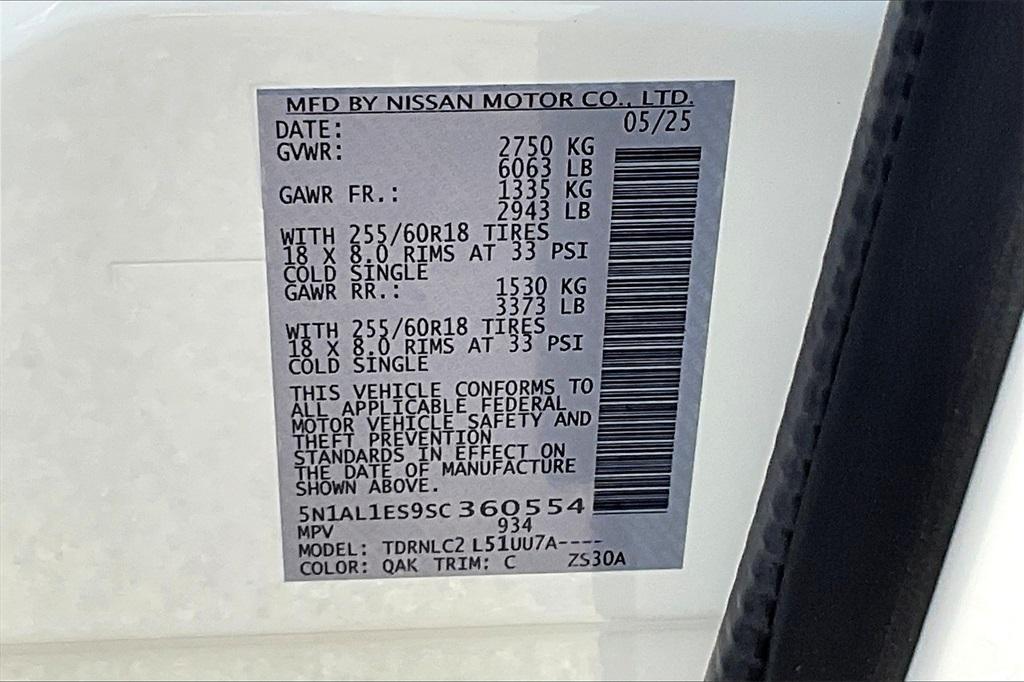 MFD BY NISSAN MOTOR CO., LTD.
DATE: 05/25
GVWR: 2750 KG
6063 LB
GAWR FR.: 1335 KG
2943 LB
WITH 255/60R18 TIRES
18 X 8.0 RIMS AT 33 PSI
COLD SINGLE
GAWR RR.: 1530 KG
3373 LB
WITH 255/60R18 TIRES
18 X 8.0 RIMS AT 33 PSI
COLD SINGLE
THIS VEHICLE CONFORMS TO
ALL APPLICABLE FEDERAL
MOTOR VEHICLE SAFETY AND
THEFT PREVENTION
STANDARDS IN EFFECT ON
THE DATE OF MANUFACTURE
SHOWN ABOVE.
5N1AL1ES9SC 360554
MPV 934
MODEL: TDRNLC2 L51UU7A----
COLOR: QAK TRIM: C ZS30A